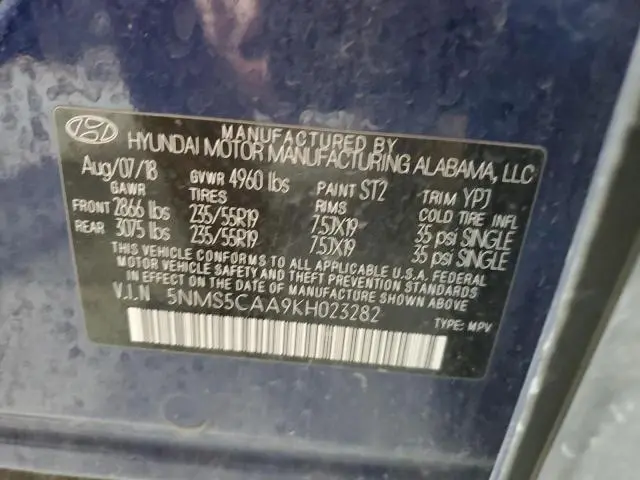 MANUFACTURED BY
HYUNDAI MOTOR MANUFACTURING ALABAMA, LLC
Aug/07/18 GVWR 4960 lbs PAINT ST2 TRIM YPJ
GAWR TIRES RIMS COLD TIRE INFL
FRONT 2866 lbs 235/55R19 7.5JX19 35 psi SINGLE
REAR 3075 lbs 235/55R19 7.5JX19 35 psi SINGLE
THIS VEHICLE CONFORMS TO ALL APPLICABLE U.S.A. FEDERAL
MOTOR VEHICLE SAFETY AND THEFT PREVENTION STANDARDS
IN EFFECT ON THE DATE OF MANUFACTURE SHOWN ABOVE.
V.I.N 5NMS5CAA9KH023282
TYPE: MPV